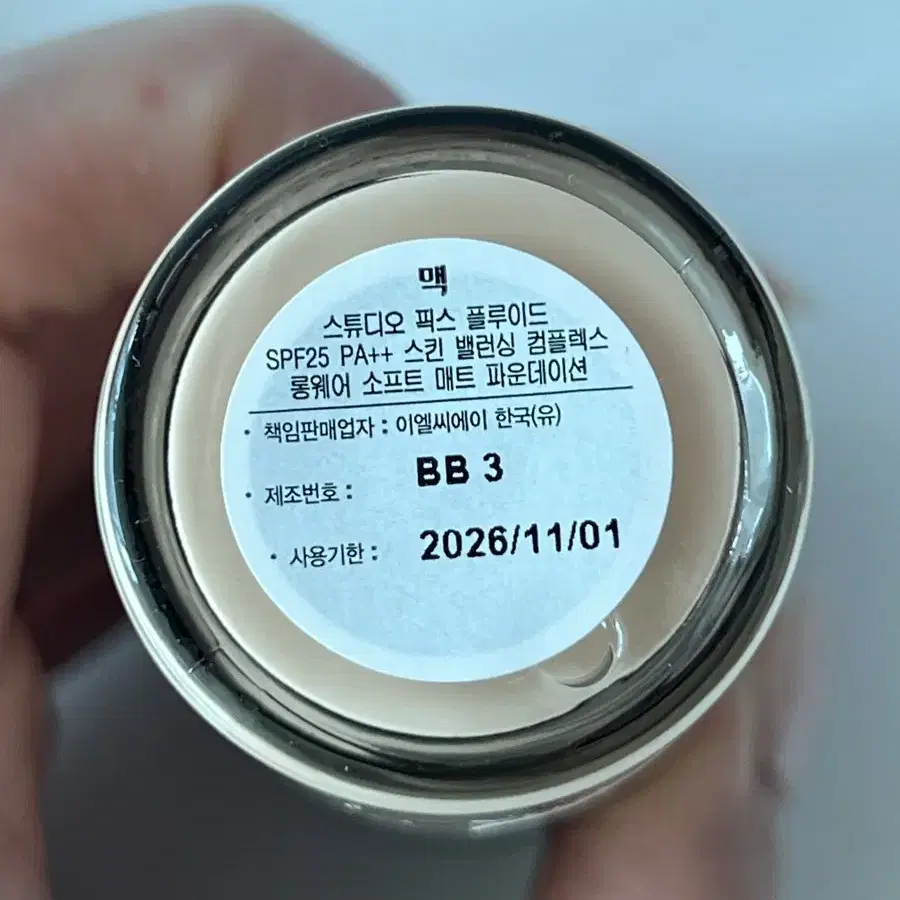 맥
스튜디오 픽스 플루이드
SPF25 PA++ 스킨 밸런싱 컴플렉스
롱웨어 소프트 매트 파운데이션
• 책임판매업자 : 이엘씨에이 한국(유)
• 제조번호 : BB 3
• 사용기한 : 2026/11/01